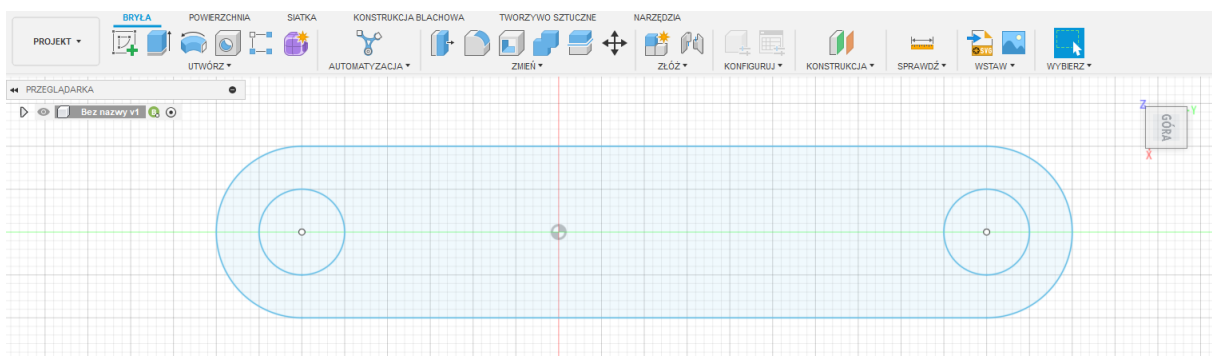 BRYŁA POWIERZCHNIA SIATKA KONSTRUKCJA BLACHOWA TWORZYWO SZTUCZNE NARZĘDZIA
PROJEKT
UTWÓRZ AUTOMATYZACJA ZMIEŃ ZŁÓŻ KONFIGURUJ KONSTRUKCJA SPRAWDŹ WSTAW WYBIERZ
SVG
PRZEGLĄDARKA
Bez nazwy v1
Z
Y
GÓRA
X